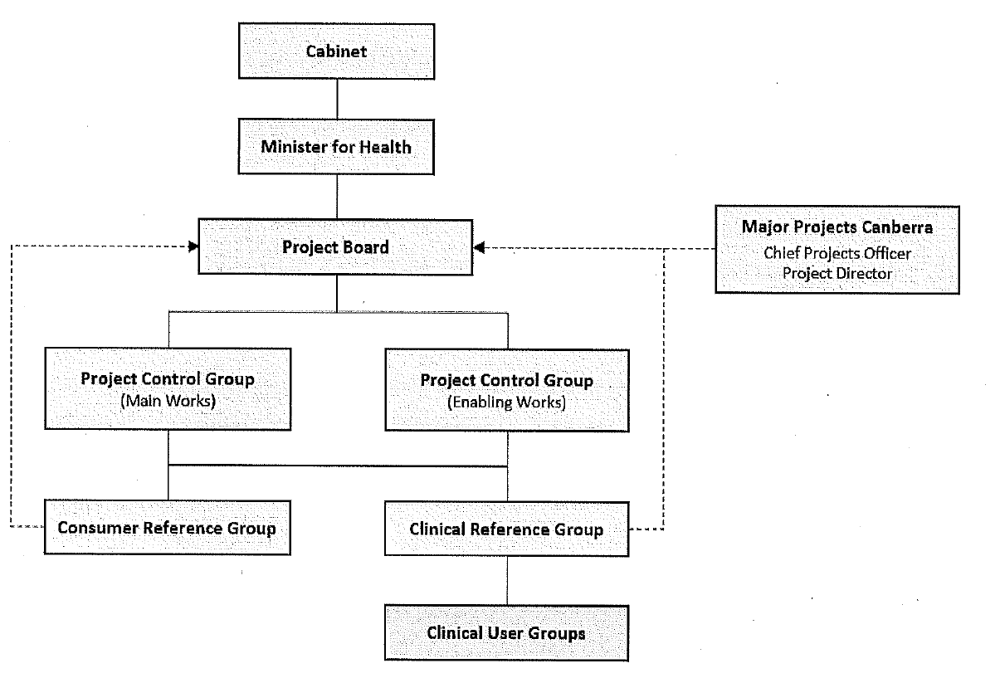 Cabinet
Minister for Health
Project Board
Major Projects Canberra
Chief Projects Officer
Project Director
Project Control Group
(Main Works)
Project Control Group
(Enabling Works)
Consumer Reference Group
Clinical Reference Group
Clinical User Groups